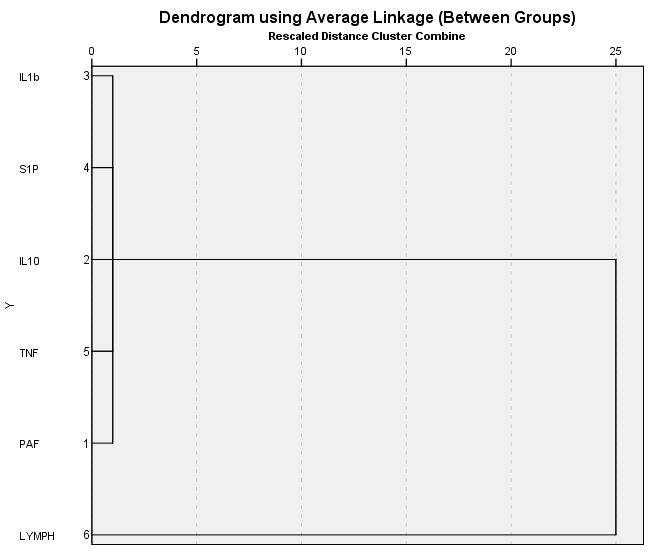 Dendrogram using Average Linkage (Between Groups)
Rescaled Distance Cluster Combine
0 5 10 15 20 25
IL1b 3
S1P 4
IL10 2
Y
TNF 5
PAF 1
LYMPH 6